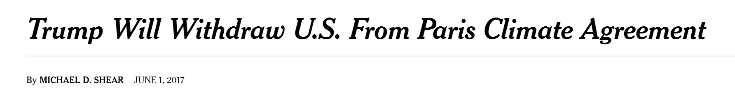 Trump Will Withdraw U.S. From Paris Climate Agreement
By MICHAEL D. SHEAR JUNE 1, 2017